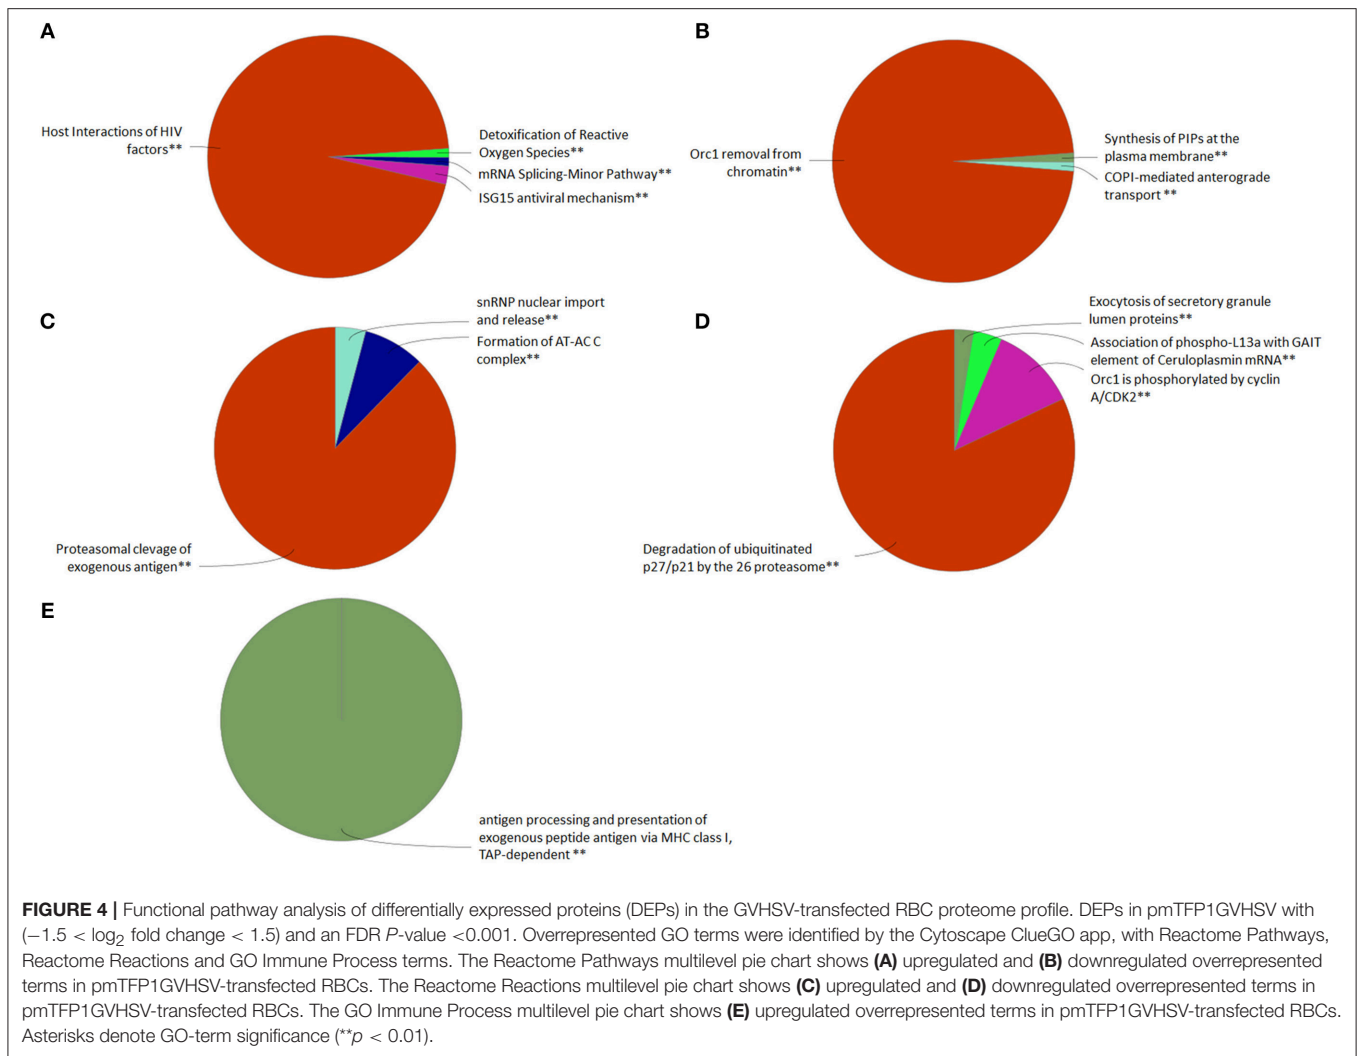 A
Host Interactions of HIV
factors**
Detoxification of Reactive
Oxygen Species**
mRNA Splicing-Minor Pathway**
ISG15 antiviral mechanism**
B
Orc1 removal from
chromatin**
Synthesis of PIPs at the
plasma membrane**
COPI-mediated anterograde
transport **
C
snRNP nuclear import
and release**
Formation of AT-AC C
complex**
Proteasomal clevage of
exogenous antigen**
D
Exocytosis of secretory granule
lumen proteins**
Association of phospho-L13a with GAIT
element of Ceruloplasmin mRNA**
Orc1 is phosphorylated by cyclin
A/CDK2**
Degradation of ubiquitinated
p27/p21 by the 26 proteasome**
E
antigen processing and presentation of
exogenous peptide antigen via MHC class I,
TAP-dependent **
FIGURE 4 | Functional pathway analysis of differentially expressed proteins (DEPs) in the GVHSV-transfected RBC proteome profile. DEPs in pmTFP1GVHSV with
(−1.5 < log₂ fold change < 1.5) and an FDR P-value <0.001. Overrepresented GO terms were identified by the Cytoscape ClueGO app, with Reactome Pathways,
Reactome Reactions and GO Immune Process terms. The Reactome Pathways multilevel pie chart shows (A) upregulated and (B) downregulated overrepresented
terms in pmTFP1GVHSV-transfected RBCs. The Reactome Reactions multilevel pie chart shows (C) upregulated and (D) downregulated overrepresented terms in
pmTFP1GVHSV-transfected RBCs. The GO Immune Process multilevel pie chart shows (E) upregulated overrepresented terms in pmTFP1GVHSV-transfected RBCs.
Asterisks denote GO-term significance (**p < 0.01).